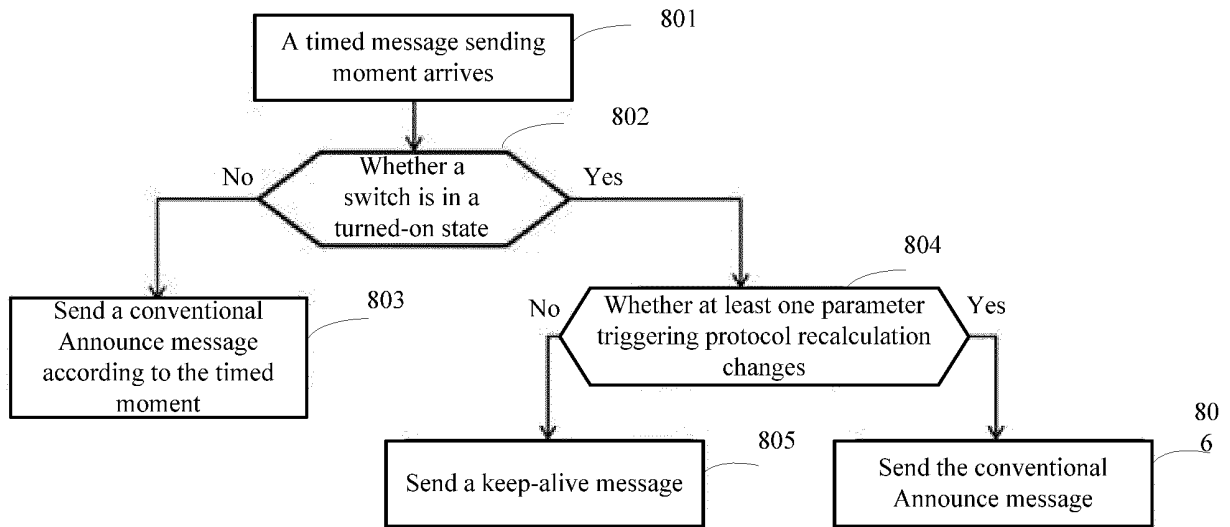 801
A timed message sending
moment arrives
802
Whether a
switch is in a
turned-on state
No
Yes
804
803
Send a conventional
Announce message
according to the timed
moment
No
Whether at least one parameter
triggering protocol recalculation
changes
Yes
805
Send a keep-alive message
80
6
Send the conventional
Announce message